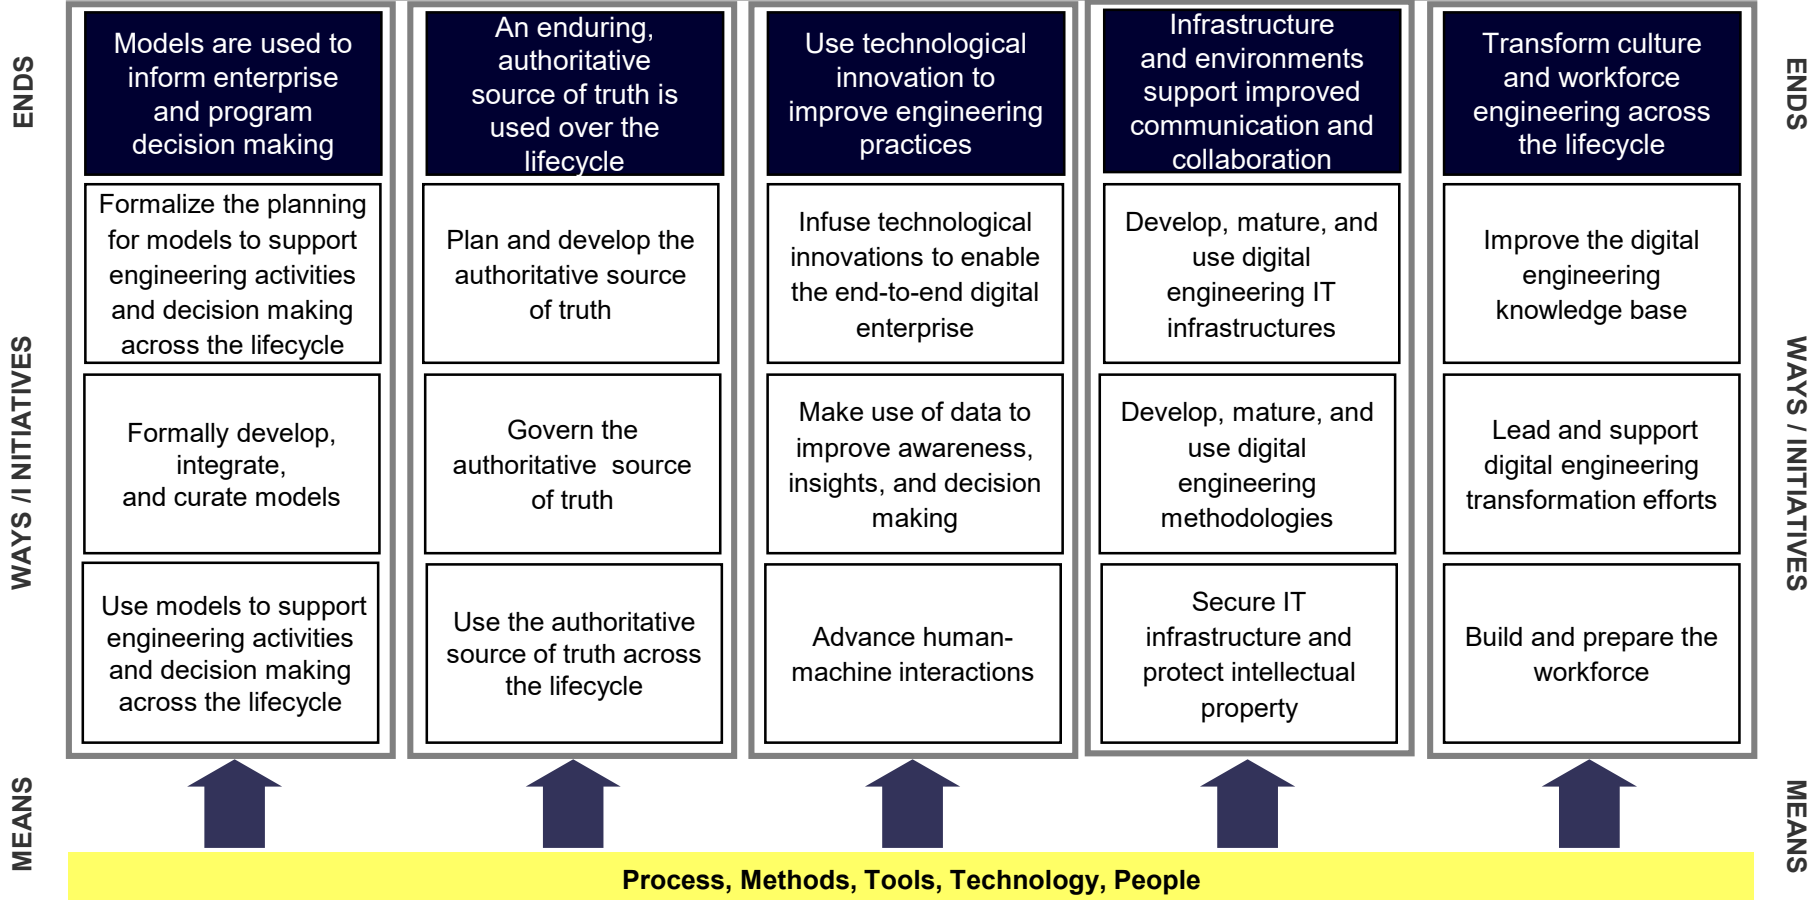 ENDS
Models are used to
inform enterprise
and program
decision making
An enduring,
authoritative
source of truth is
used over the
lifecycle
Use technological
innovation to
improve engineering
practices
Infrastructure
and environments
support improved
communication and
collaboration
Transform culture
and workforce
engineering across
the lifecycle
ENDS
WAYS /I NITIATIVES
Formalize the planning
for models to support
engineering activities
and decision making
across the lifecycle
Plan and develop the
authoritative source
of truth
Infuse technological
innovations to enable
the end-to-end digital
enterprise
Develop, mature, and
use digital
engineering IT
infrastructures
Improve the digital
engineering
knowledge base
WAYS / INITIATIVES
Formally develop,
integrate,
and curate models
Govern the
authoritative  source
of truth
Make use of data to
improve awareness,
insights, and decision
making
Develop, mature, and
use digital
engineering
methodologies
Lead and support
digital engineering
transformation efforts
Use models to support
engineering activities
and decision making
across the lifecycle
Use the authoritative
source of truth across
the lifecycle
Advance human-
machine interactions
Secure IT
infrastructure and
protect intellectual
property
Build and prepare the
workforce
MEANS
MEANS
Process, Methods, Tools, Technology, People